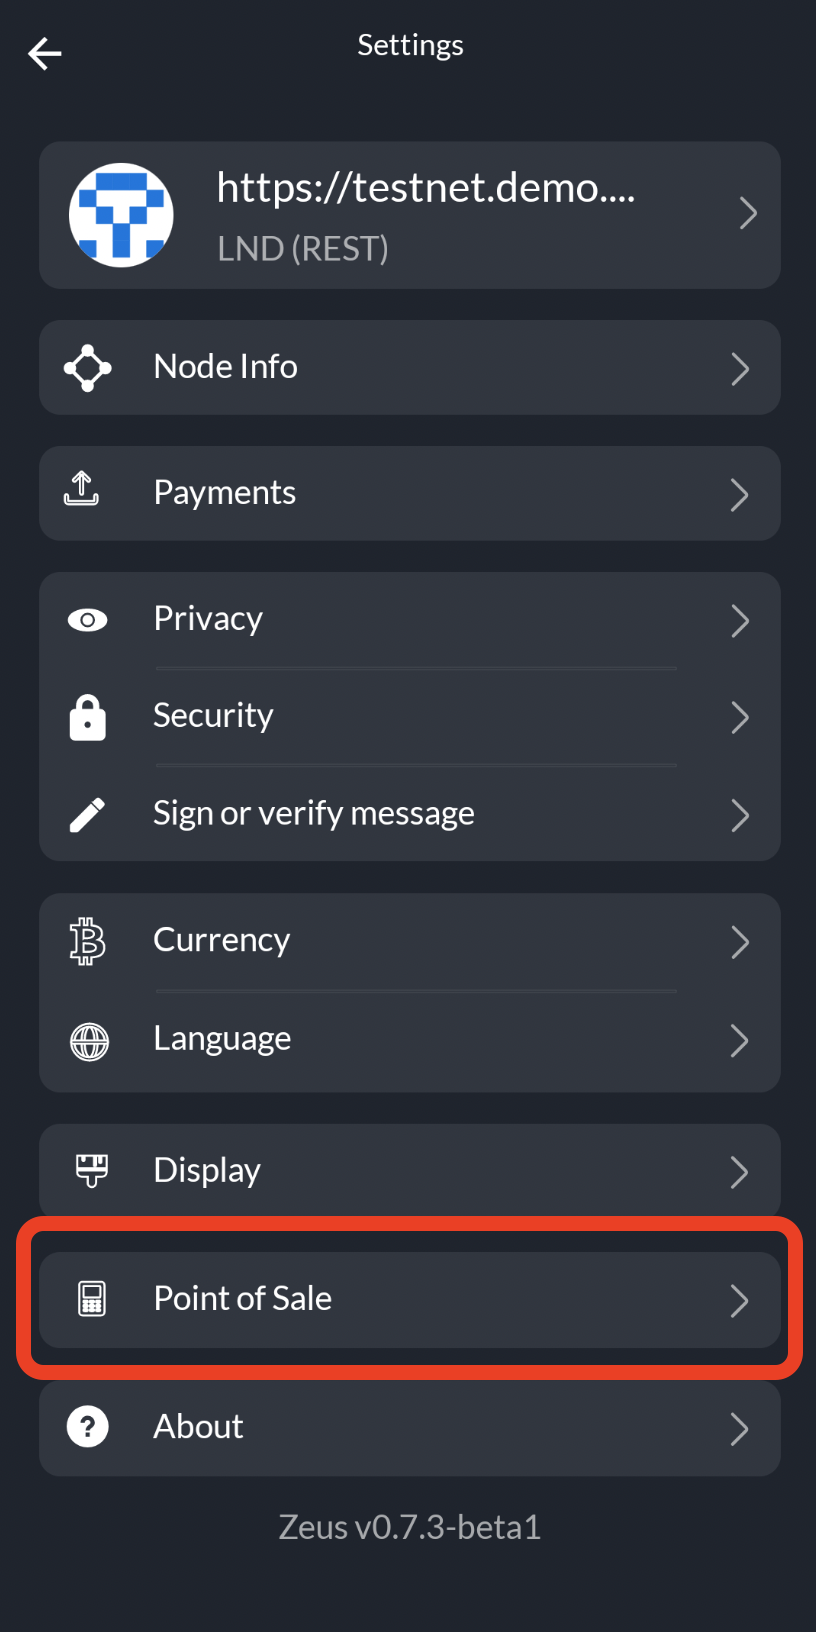 Settings
https://testnet.demo....
LND (REST)
Node Info
Payments
Privacy
Security
Sign or verify message
Currency
Language
Display
Point of Sale
About
Zeus v0.7.3-beta1